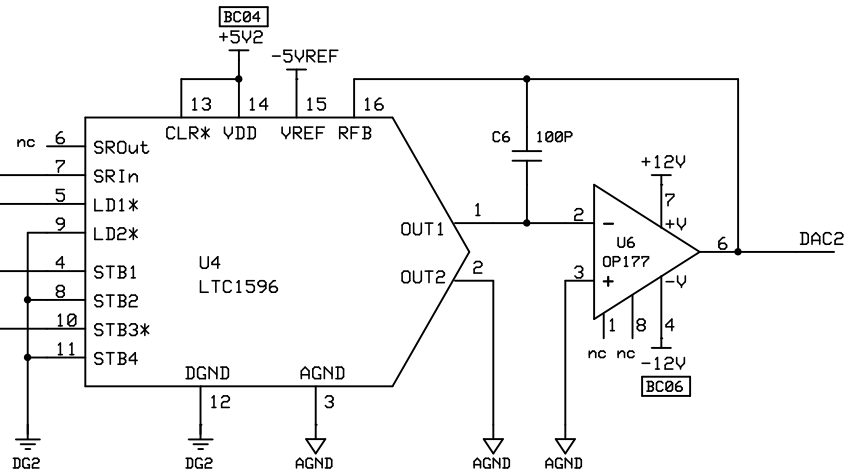 BC04
+5V2
-5VREF
13 14 15 16
CLR* VDD VREF RFB
C6 100P
nc 6 SROut
7 SRIn
5 LD1*
9 LD2*
4 STB1
8 STB2
10 STB3*
11 STB4
U4
LTC1596
OUT1 1
OUT2 2
DGND AGND
12 3
+12V
7
+V
2 -
U6
OP177
3 +
6
DAC2
-V
1 8 4
nc nc
-12V
BC06
DG2 DG2 AGND AGND AGND